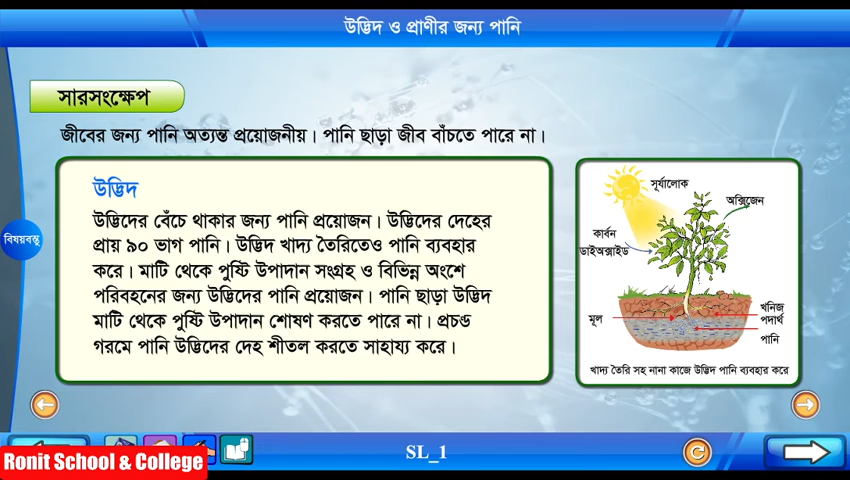 উদ্ভিদ ও প্রাণীর জন্য পানি
সারসংক্ষেপ
জীবের জন্য পানি অত্যন্ত প্রয়োজনীয়। পানি ছাড়া জীব বাঁচতে পারে না।
উদ্ভিদ
উদ্ভিদের বেঁচে থাকার জন্য পানি প্রয়োজন। উদ্ভিদের দেহের
প্রায় ৯০ ভাগ পানি। উদ্ভিদ খাদ্য তৈরিতেও পানি ব্যবহার
করে। মাটি থেকে পুষ্টি উপাদান সংগ্রহ ও বিভিন্ন অংশে
পরিবহনের জন্য উদ্ভিদের পানি প্রয়োজন। পানি ছাড়া উদ্ভিদ
মাটি থেকে পুষ্টি উপাদান শোষণ করতে পারে না। প্রচণ্ড
গরমে পানি উদ্ভিদের দেহ শীতল করতে সাহায্য করে।
সূর্যালোক
অক্সিজেন
কার্বন
ডাইঅক্সাইড
মূল
খনিজ
পদার্থ
পানি
খাদ্য তৈরি সহ নানা কাজে উদ্ভিদ পানি ব্যবহার করে
বিষয়বস্তু
SL_1
Ronit School & College